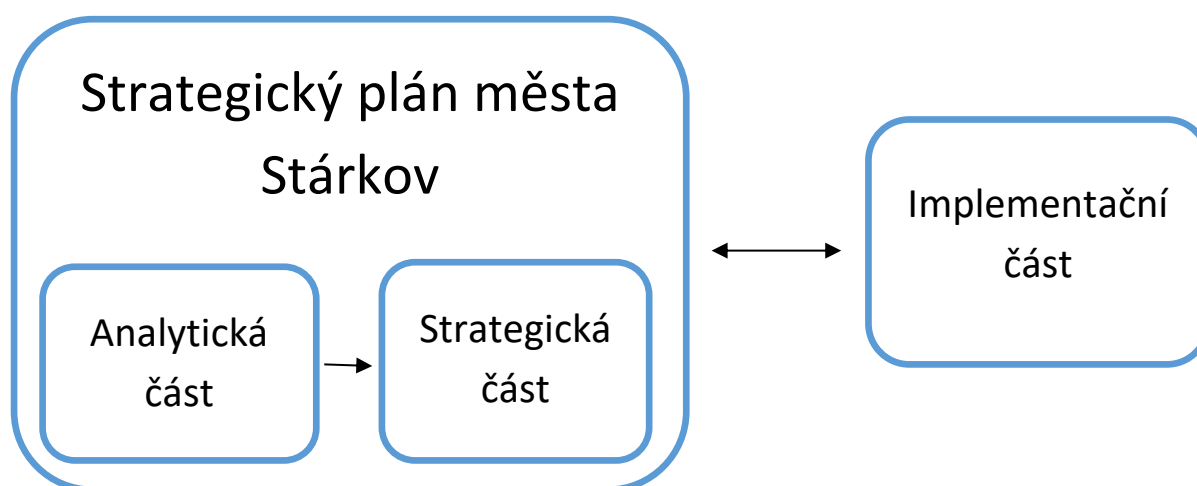 Strategický plán města
Stárkov
Analytická
část
Strategická
část
Implementační
část